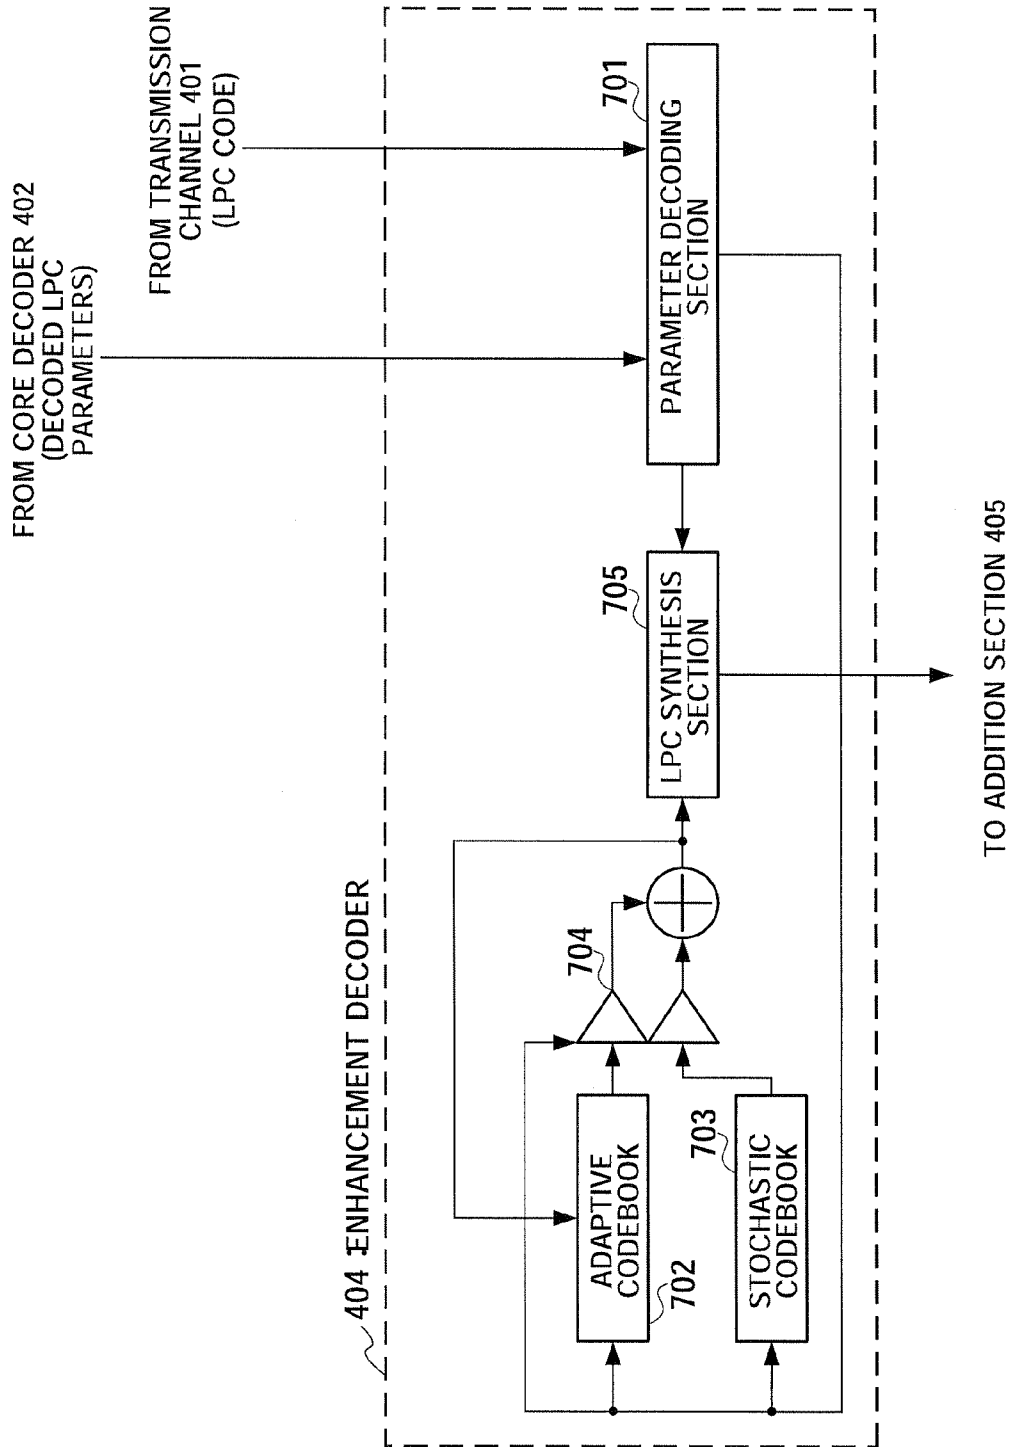 FROM CORE DECODER 402
(DECODED LPC
PARAMETERS)
FROM TRANSMISSION
CHANNEL 401
(LPC CODE)
404 :ENHANCEMENT DECODER
701
PARAMETER DECODING
SECTION
705
LPC SYNTHESIS
SECTION
704
702
ADAPTIVE
CODEBOOK
703
STOCHASTIC
CODEBOOK
TO ADDITION SECTION 405